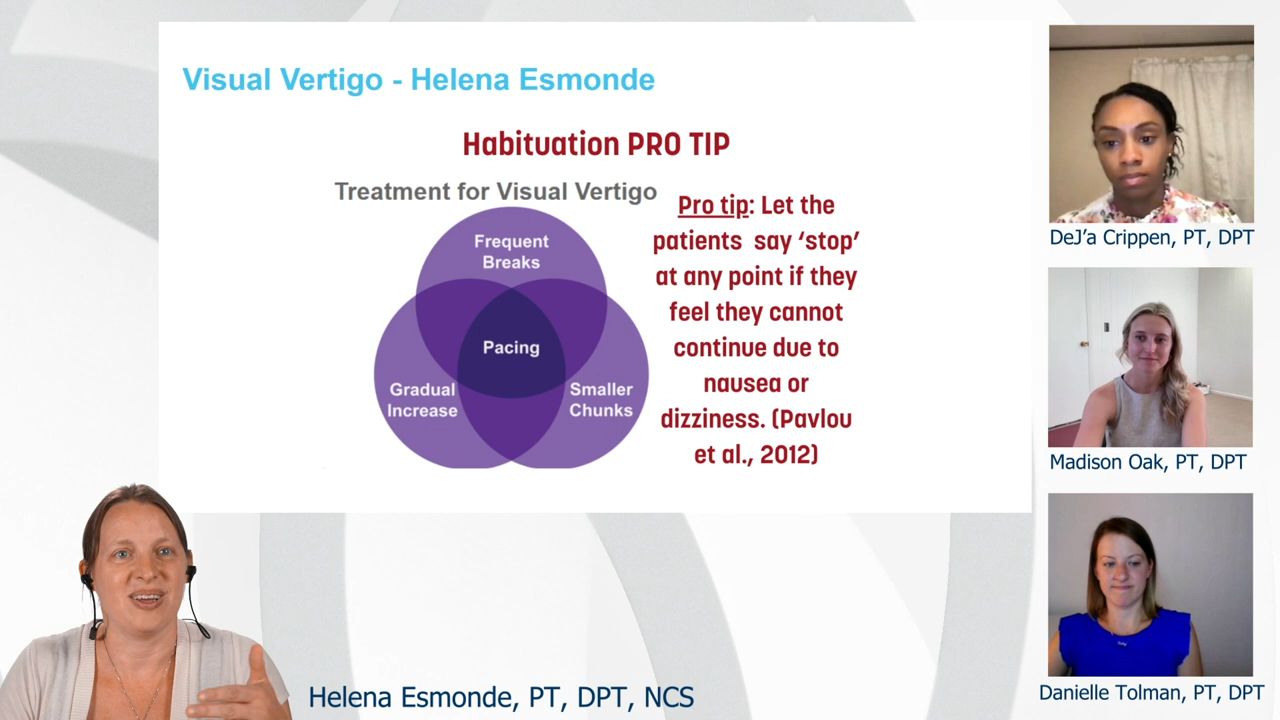 Visual Vertigo - Helena Esmonde
Habituation PRO TIP
Treatment for Visual Vertigo
Frequent
Breaks
Pacing
Gradual
Increase
Smaller
Chunks
Pro tip: Let the
patients say ‘stop’
at any point if they
feel they cannot
continue due to
nausea or
dizziness. (Pavlou
et al., 2012)
DeJ’a Crippen, PT, DPT
Madison Oak, PT, DPT
Danielle Tolman, PT, DPT
Helena Esmonde, PT, DPT, NCS